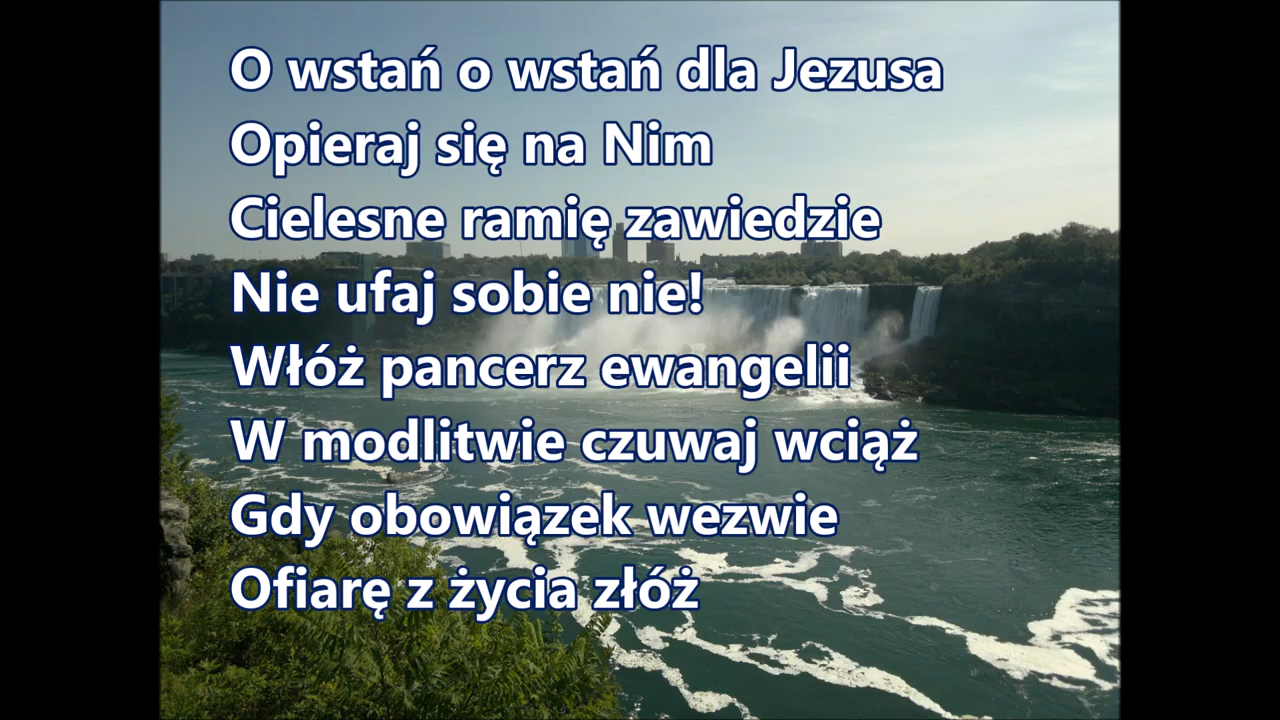 O wstań o wstań dla Jezusa
Opieraj się na Nim
Cielesne ramię zawiedzie
Nie ufaj sobie nie!
Włóż pancerz ewangelii
W modlitwie czuwaj wciąż
Gdy obowiązek wezwie
Ofiarę z życia złóż